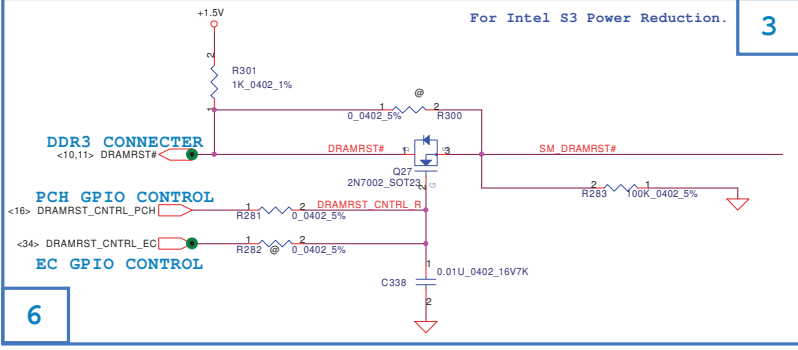 +1.5V
For Intel S3 Power Reduction.
3
2
R301
1K_0402_1%
1
@
1
2
0_0402_5%
R300
DDR3 CONNECTER
<10,11> DRAMRST#
DRAMRST#
1
D
S
3
SM_DRAMRST#
Q27
2N7002_SOT23
2
G
2
1
R283
100K_0402_5%
PCH GPIO CONTROL
<16> DRAMRST_CNTRL_PCH
1
2
DRAMRST_CNTRL_R
R281
0_0402_5%
<34> DRAMRST_CNTRL_EC
1
2
R282
@
0_0402_5%
EC GPIO CONTROL
1
0.01U_0402_16V7K
C338
2
6